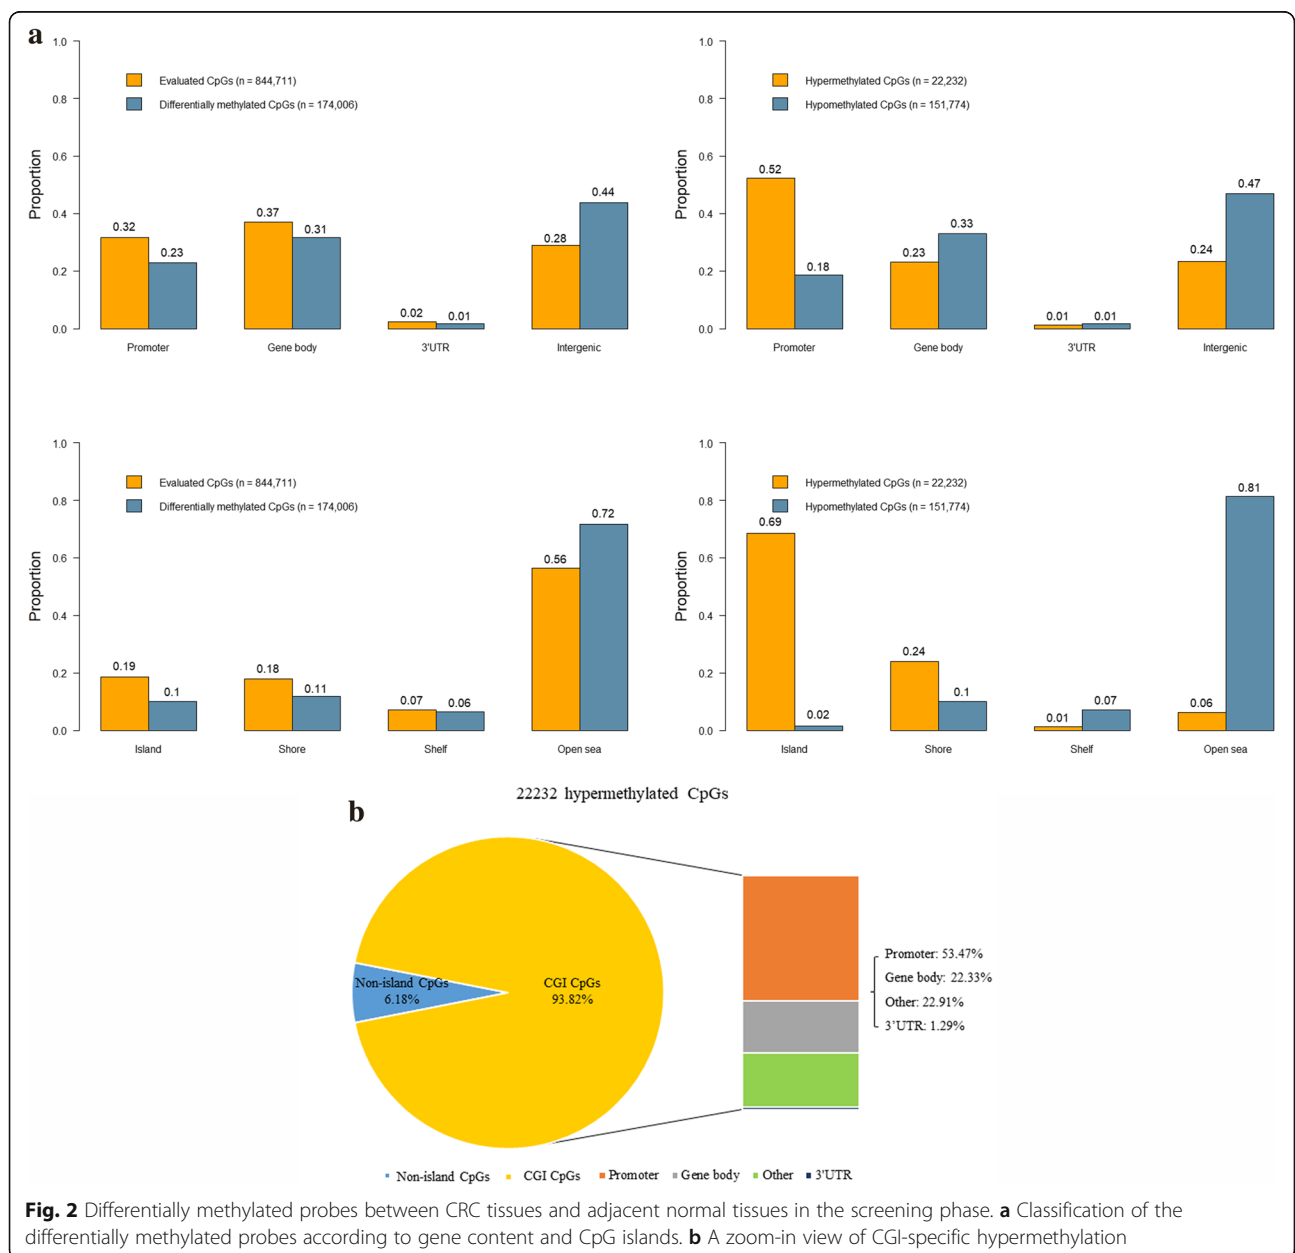 a
1.0
0.8
0.6
0.4
0.2
0.0
Proportion
Evaluated CpGs (n = 844,711)
Differentially methylated CpGs (n = 174,006)
0.32
0.23
0.37
0.31
0.02
0.01
0.28
0.44
Promoter
Gene body
3'UTR
Intergenic
1.0
0.8
0.6
0.4
0.2
0.0
Proportion
Hypermethylated CpGs (n = 22,232)
Hypomethylated CpGs (n = 151,774)
0.52
0.18
0.23
0.33
0.01
0.01
0.24
0.47
Promoter
Gene body
3'UTR
Intergenic
1.0
0.8
0.6
0.4
0.2
0.0
Proportion
Evaluated CpGs (n = 844,711)
Differentially methylated CpGs (n = 174,006)
0.19
0.1
0.18
0.11
0.07
0.06
0.56
0.72
Island
Shore
Shelf
Open sea
1.0
0.8
0.6
0.4
0.2
0.0
Proportion
Hypermethylated CpGs (n = 22,232)
Hypomethylated CpGs (n = 151,774)
0.69
0.02
0.24
0.1
0.01
0.07
0.06
0.81
Island
Shore
Shelf
Open sea
b
22232 hypermethylated CpGs
Non-island CpGs
6.18%
CGI CpGs
93.82%
Promoter: 53.47%
Gene body: 22.33%
Other: 22.91%
3’UTR: 1.29%
Non-island CpGs CGI CpGs Promoter Gene body Other 3'UTR
Fig. 2 Differentially methylated probes between CRC tissues and adjacent normal tissues in the screening phase. a Classification of the
differentially methylated probes according to gene content and CpG islands. b A zoom-in view of CGI-specific hypermethylation